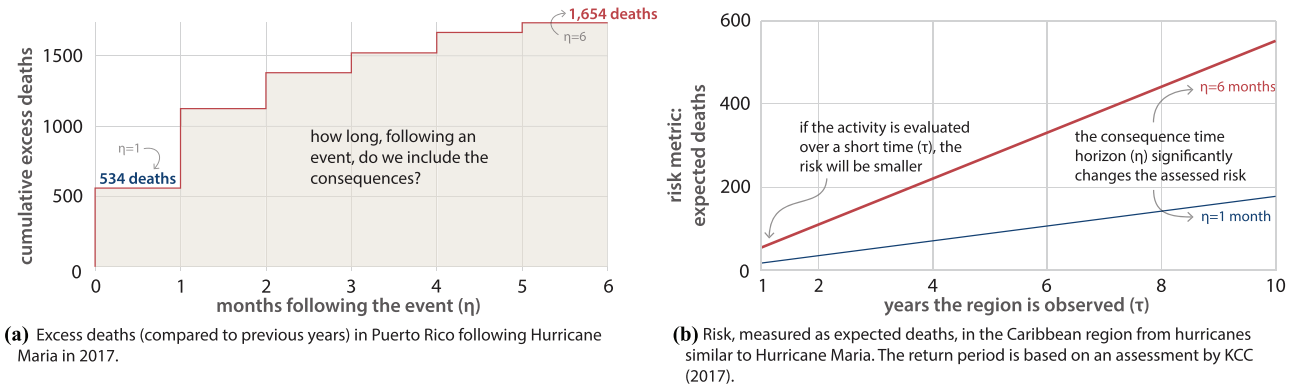 cumulative excess deaths
1500
1000
500
0
1,654 deaths
η=6
η=1
534 deaths
how long, following an
event, do we include the
consequences?
0 1 2 3 4 5 6
months following the event (η)
(a) Excess deaths (compared to previous years) in Puerto Rico following Hurricane
Maria in 2017.
risk metric:
expected deaths
600
400
200
0
if the activity is evaluated
over a short time (τ), the
risk will be smaller
η=6 months
the consequence time
horizon (η) significantly
changes the assessed risk
η=1 month
1 2 4 6 8 10
years the region is observed (τ)
(b) Risk, measured as expected deaths, in the Caribbean region from hurricanes
similar to Hurricane Maria. The return period is based on an assessment by KCC
(2017).